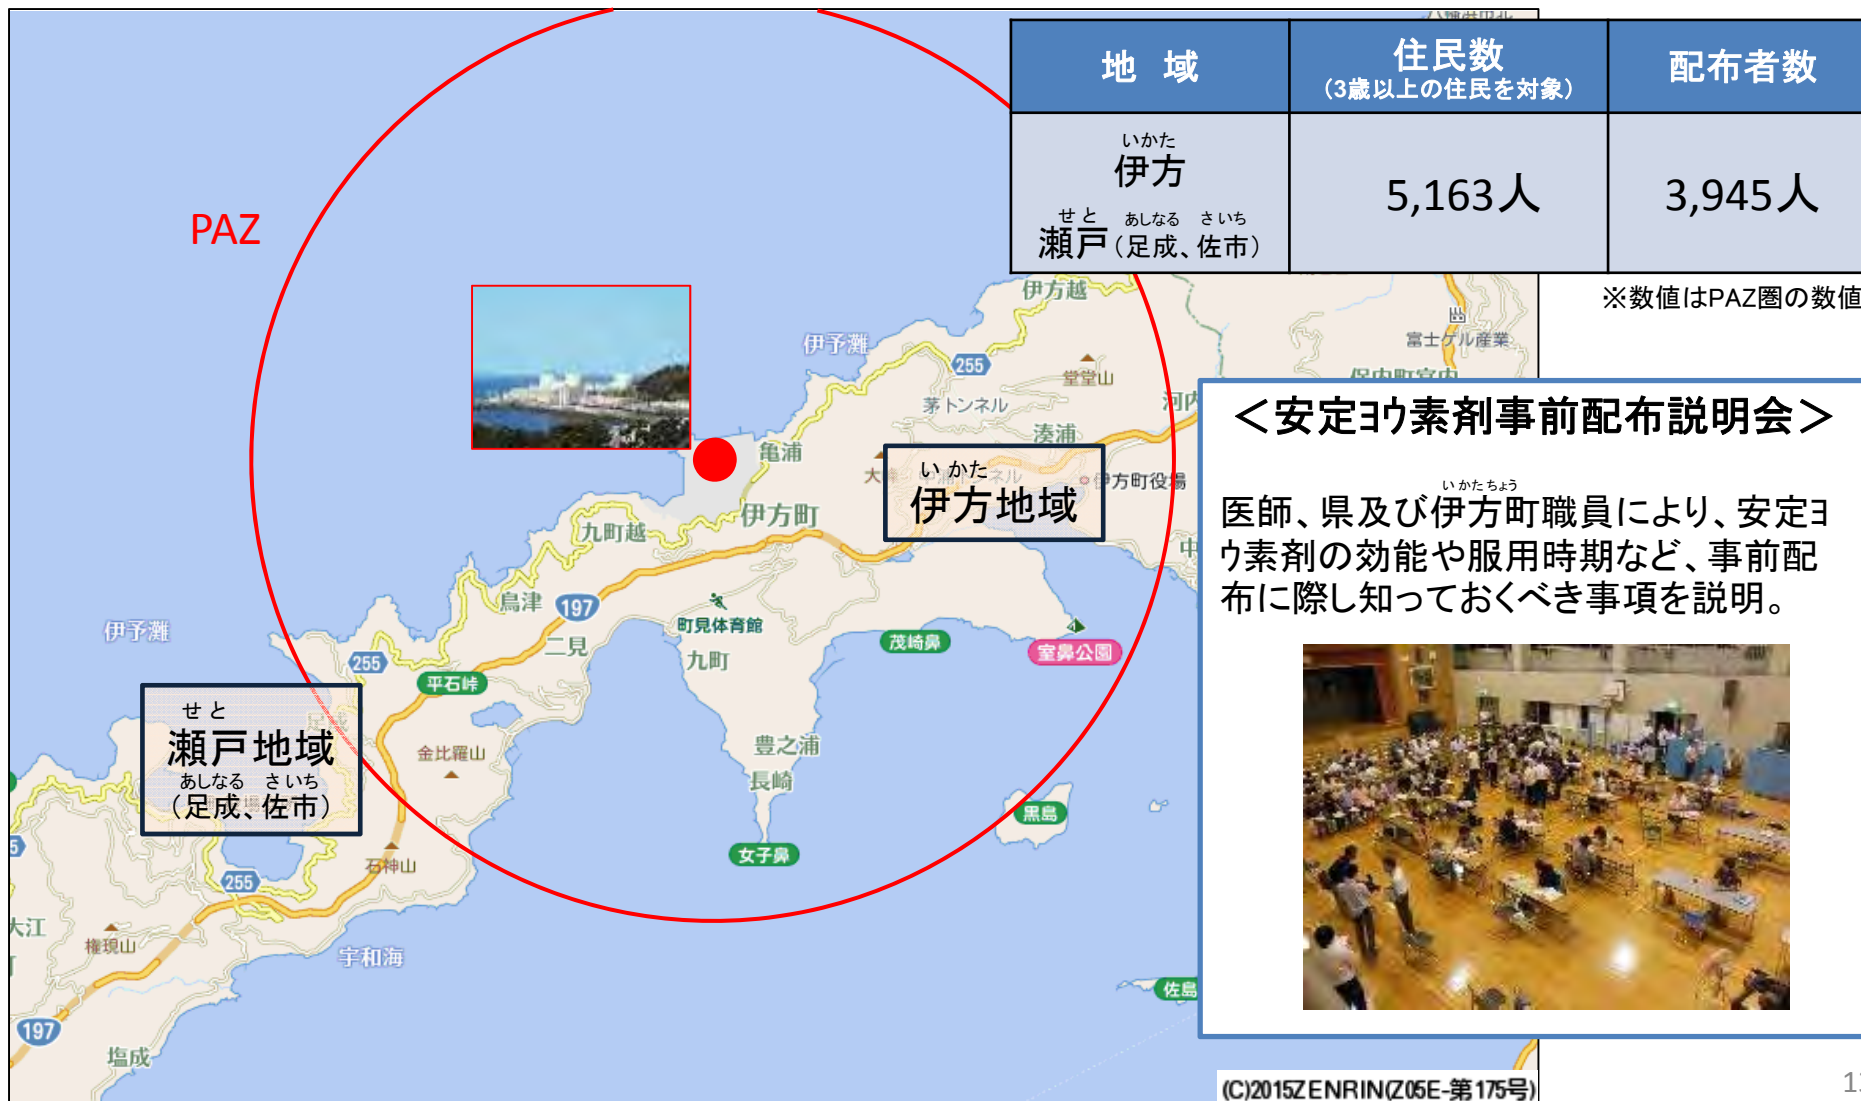 PAZ
地 域
住民数
(3歳以上の住民を対象)
配布者数
いかた
伊方
せと あしなる さいち
瀬戸(足成、佐市)
5,163人
3,945人
※数値はPAZ圏の数値
<安定ヨウ素剤事前配布説明会>
いかたちょう
医師、県及び伊方町職員により、安定ヨ
ウ素剤の効能や服用時期など、事前配
布に際し知っておくべき事項を説明。
いかた
伊方地域
せと
瀬戸地域
あしなる さいち
(足成、佐市)
伊方越
伊予灘
255
堂堂山
富士ゲル産業
茅トンネル
湊浦
亀浦
伊方町役場
伊方町
九町越
鳥津
197
町見体育館
二見
九町
茂崎鼻
室鼻公園
伊予灘
255
平石峠
金比羅山
豊之浦
長崎
黒島
女子鼻
石神山
255
大江
権現山
宇和海
佐島
197
塩成
(C)2015ZENRIN(Z05E-第175号)